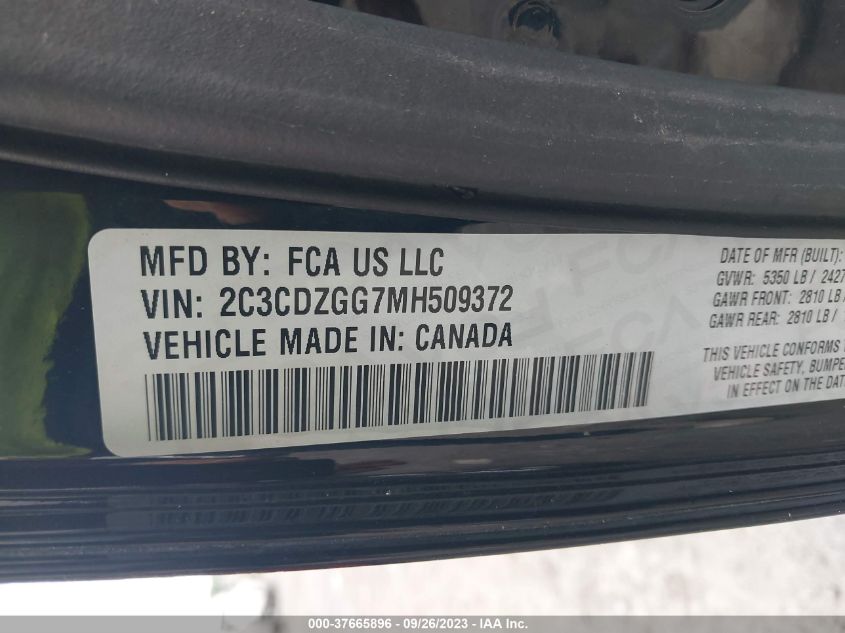 MFD BY: FCA US LLC
VIN: 2C3CDZGG7MH509372
VEHICLE MADE IN: CANADA
DATE OF MFR (BUILT):
GVWR: 5350 LB / 2427
GAWR FRONT: 2810 LB/
GAWR REAR: 2810 LB /
THIS VEHICLE CONFORMS
VEHICLE SAFETY, BUMPE
IN EFFECT ON THE DAT
FCA
FCA
000-37665896 - 09/26/2023 - IAA Inc.